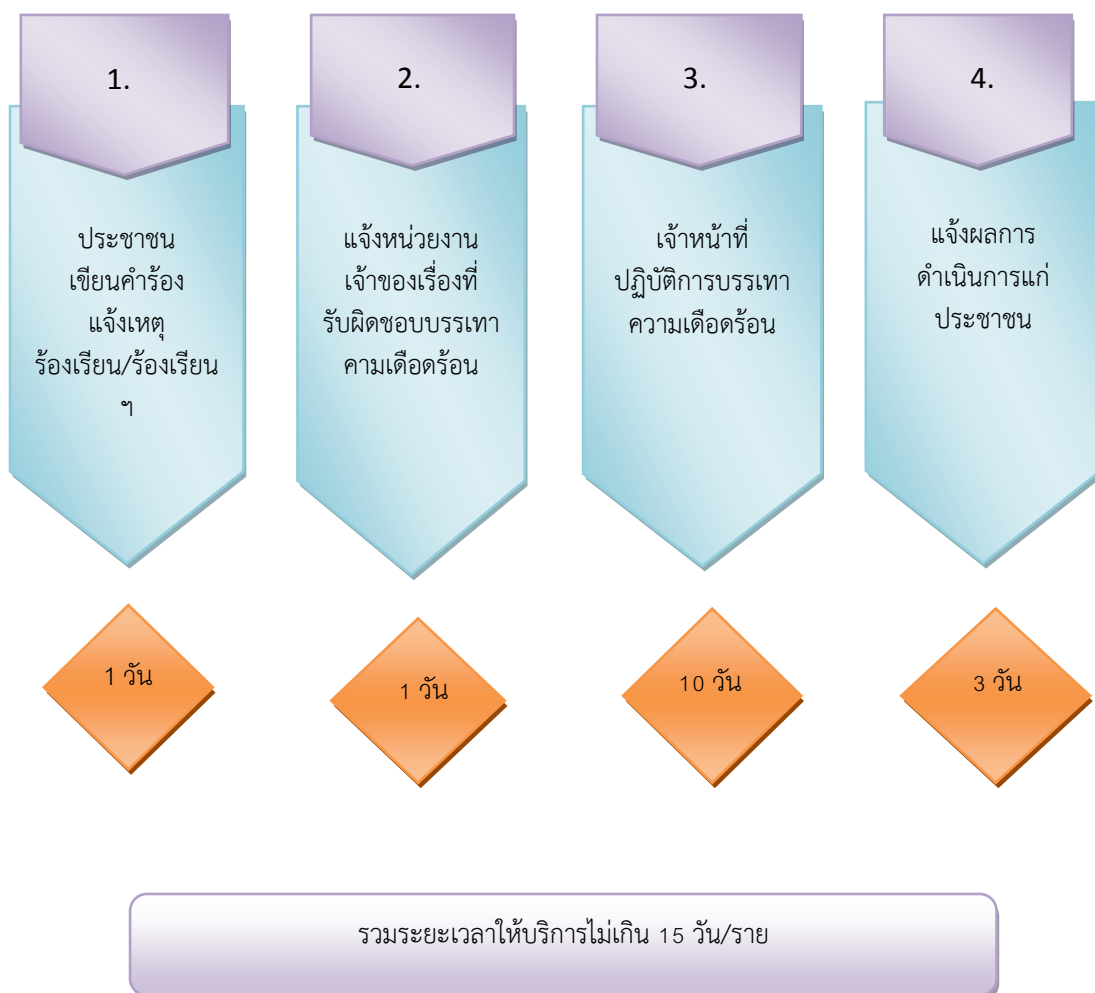 1.
ประชาชน
เขียนคำร้อง
แจ้งเหตุ
ร้องเรียน/ร้องเรียน
ฯ
1 วัน
2.
แจ้งหน่วยงาน
เจ้าของเรื่องที่
รับผิดชอบบรรเทา
คามเดือดร้อน
1 วัน
3.
เจ้าหน้าที่
ปฏิบัติการบรรเทา
ความเดือดร้อน
10 วัน
4.
แจ้งผลการ
ดำเนินการแก่
ประชาชน
3 วัน
รวมระยะเวลาให้บริการไม่เกิน 15 วัน/ราย